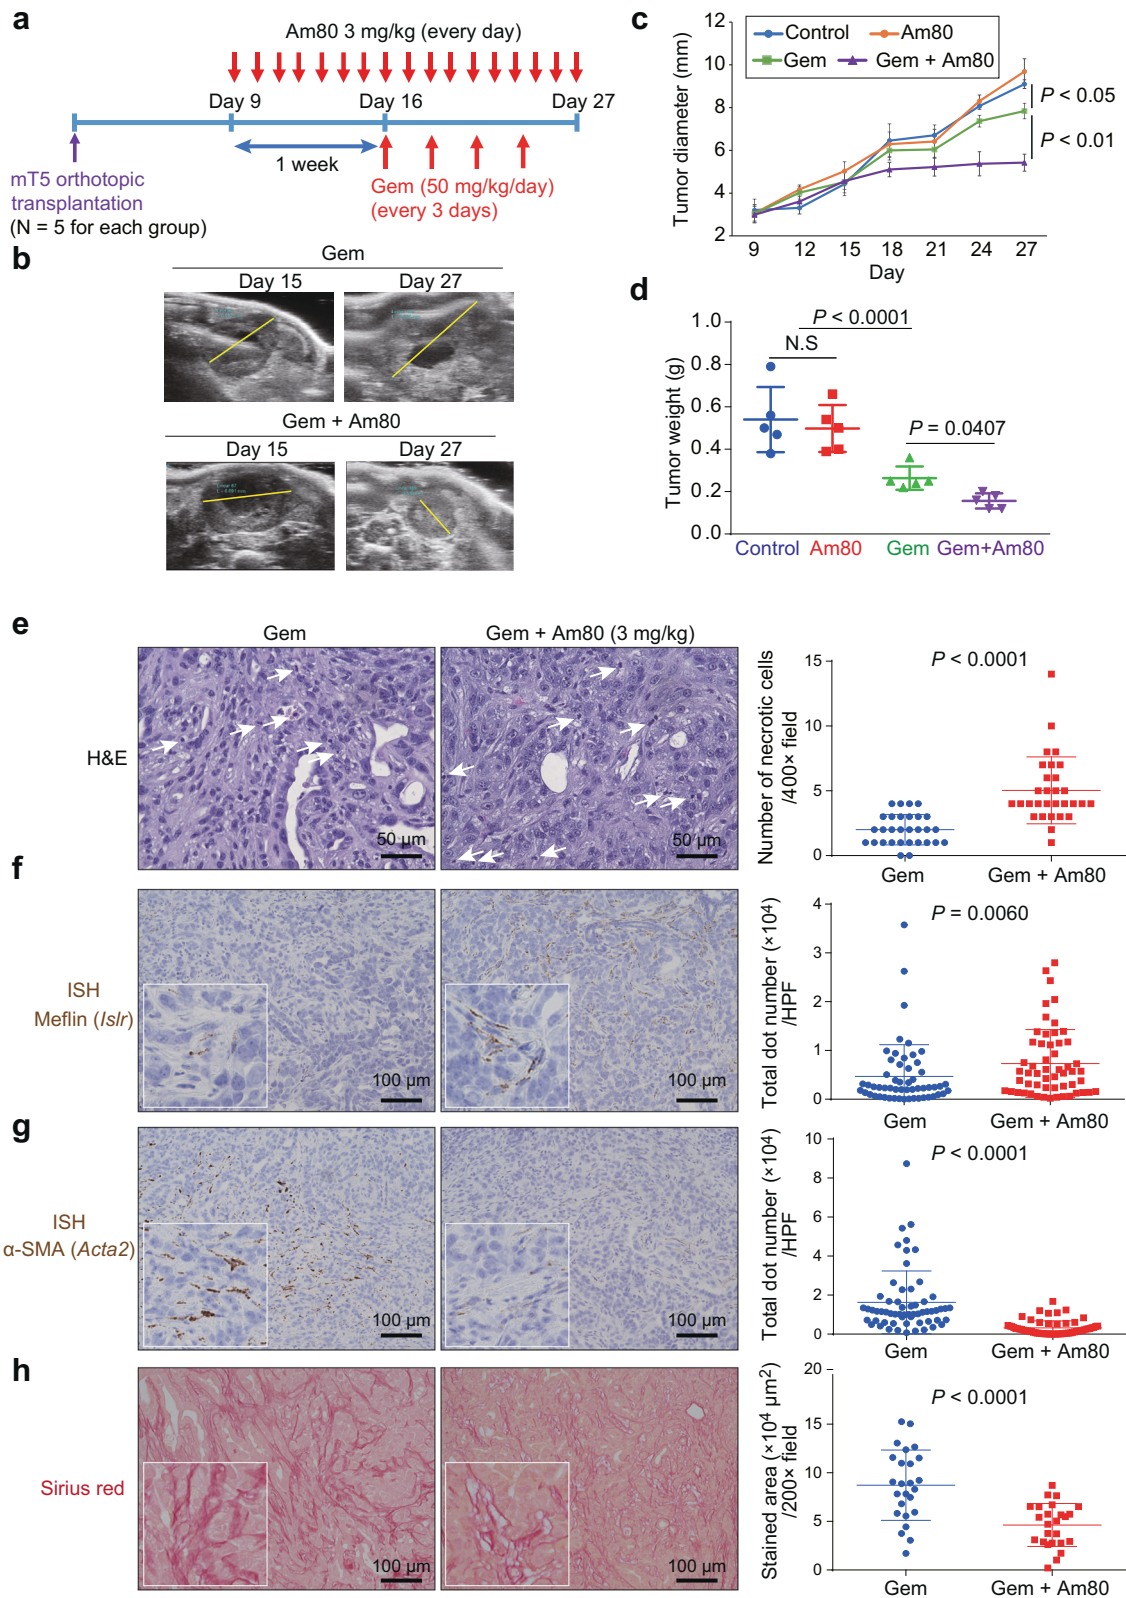 a
Am80 3 mg/kg (every day)
Day 9
Day 16
Day 27
1 week
mT5 orthotopic
transplantation
(N = 5 for each group)
Gem (50 mg/kg/day)
(every 3 days)
b
Gem
Day 15
Day 27
Gem + Am80
Day 15
Day 27
c
Tumor diameter (mm)
12
10
8
6
4
2
Control
Am80
Gem
Gem + Am80
P < 0.05
P < 0.01
9
12
15
18
21
24
27
Day
d
Tumor weight (g)
1.0
0.8
0.6
0.4
0.2
0.0
P < 0.0001
N.S
P = 0.0407
Control
Am80
Gem
Gem+Am80
e
Gem
Gem + Am80 (3 mg/kg)
H&E
50 µm
50 µm
Number of necrotic cells
/400× field
15
10
5
0
P < 0.0001
Gem
Gem + Am80
f
ISH
Meflin (Islr)
100 µm
100 µm
Total dot number (×104)
/HPF
4
3
2
1
0
P = 0.0060
Gem
Gem + Am80
g
ISH
α-SMA (Acta2)
100 µm
100 µm
Total dot number (×104)
/HPF
10
8
6
4
2
0
P < 0.0001
Gem
Gem + Am80
h
Sirius red
100 µm
100 µm
Stained area (×10⁴ µm²)
/200× field
20
15
10
5
0
P < 0.0001
Gem
Gem + Am80